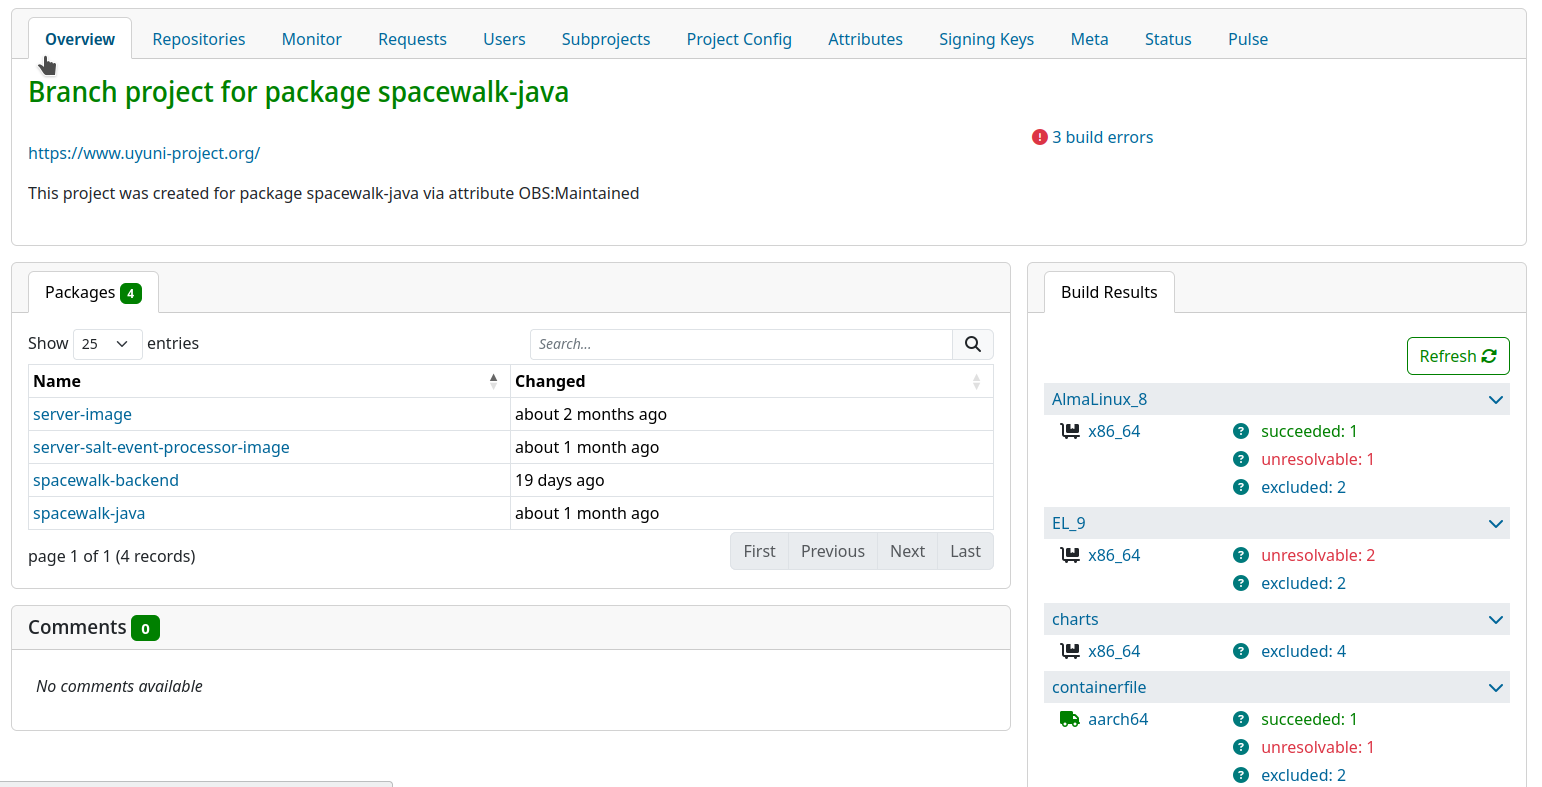 Overview Repositories Monitor Requests Users Subprojects Project Config Attributes Signing Keys Meta Status Pulse
Branch project for package spacewalk-java
3 build errors
https://www.uyuni-project.org/
This project was created for package spacewalk-java via attribute OBS:Maintained
Packages 4
Show 25 entries
Search...
Name Changed
server-image about 2 months ago
server-salt-event-processor-image about 1 month ago
spacewalk-backend 19 days ago
spacewalk-java about 1 month ago
page 1 of 1 (4 records)
First Previous Next Last
Comments 0
No comments available
Build Results
Refresh
AlmaLinux_8
x86_64 succeeded: 1
unresolvable: 1
excluded: 2
EL_9
x86_64 unresolvable: 2
excluded: 2
charts
x86_64 excluded: 4
containerfile
aarch64 succeeded: 1
unresolvable: 1
excluded: 2